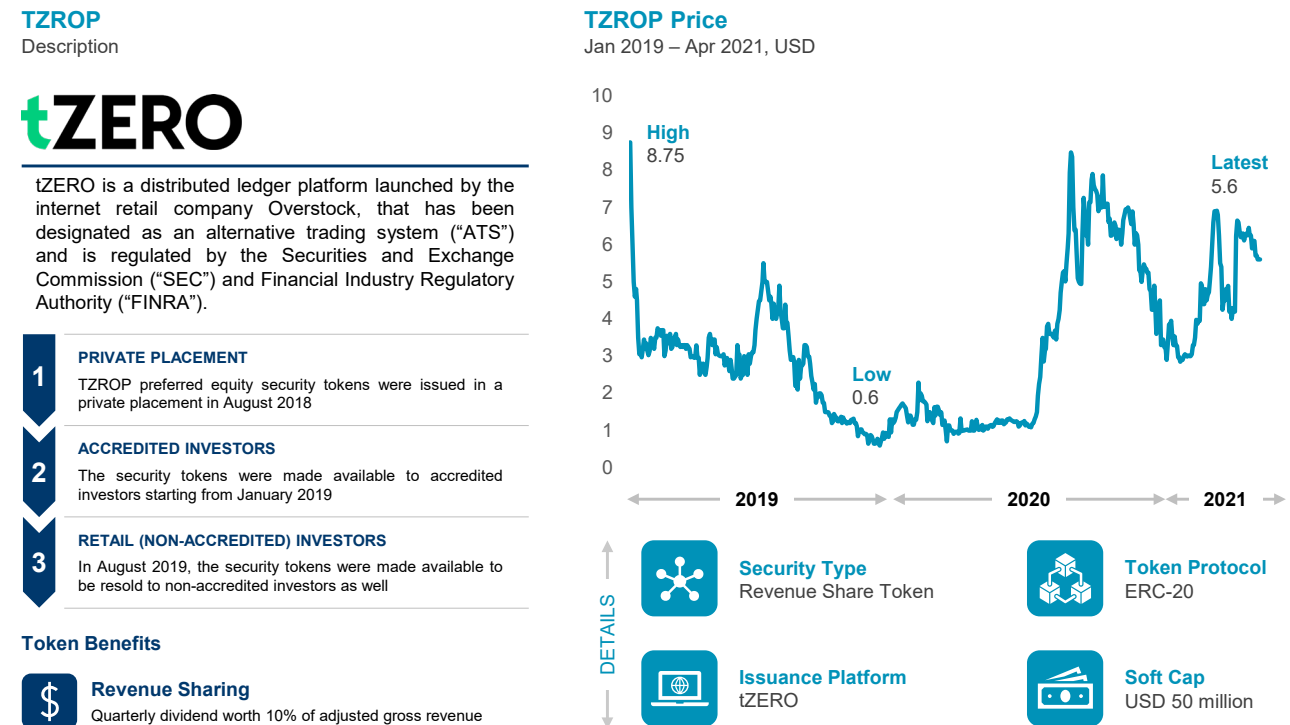 TZROP
Description
tZERO
tZERO is a distributed ledger platform launched by the
internet retail company Overstock, that has been
designated as an alternative trading system (“ATS”)
and is regulated by the Securities and Exchange
Commission (“SEC”) and Financial Industry Regulatory
Authority (“FINRA”).
1
PRIVATE PLACEMENT
TZROP preferred equity security tokens were issued in a
private placement in August 2018
2
ACCREDITED INVESTORS
The security tokens were made available to accredited
investors starting from January 2019
3
RETAIL (NON-ACCREDITED) INVESTORS
In August 2019, the security tokens were made available to
be resold to non-accredited investors as well
Token Benefits
$
Revenue Sharing
Quarterly dividend worth 10% of adjusted gross revenue
TZROP Price
Jan 2019 – Apr 2021, USD
10
9
8
7
6
5
4
3
2
1
0
High
8.75
Low
0.6
Latest
5.6
2019
2020
2021
DETAILS
Security Type
Revenue Share Token
Token Protocol
ERC-20
Issuance Platform
tZERO
Soft Cap
USD 50 million